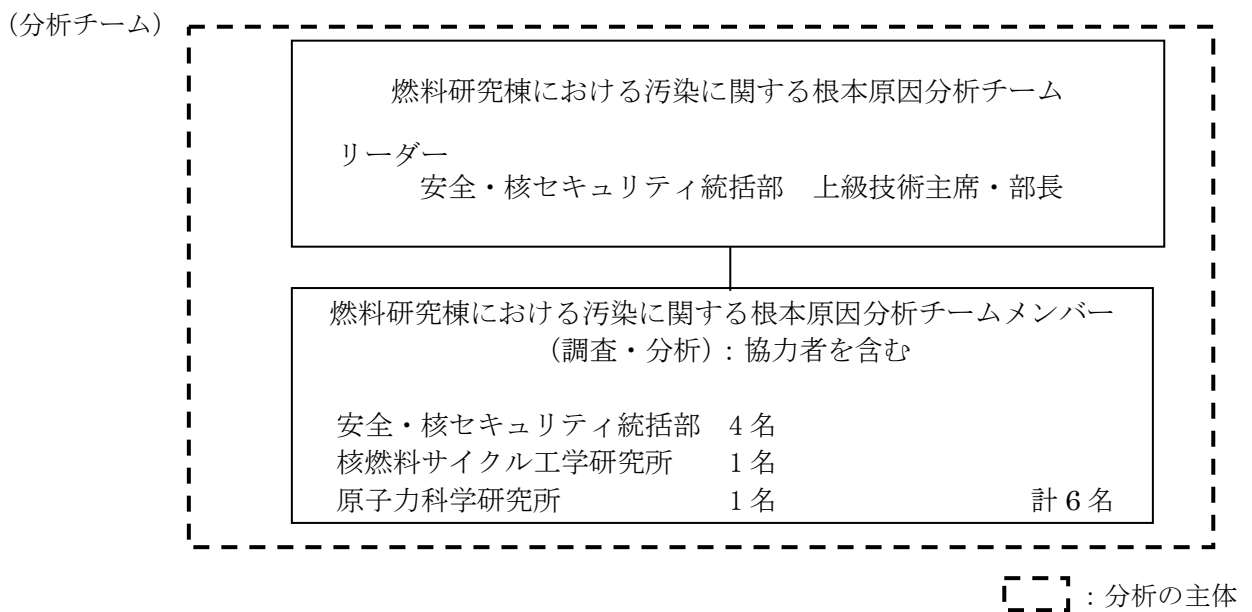 (分析チーム)
燃料研究棟における汚染に関する根本原因分析チーム
リーダー
安全・核セキュリティ統括部　上級技術主席・部長
燃料研究棟における汚染に関する根本原因分析チームメンバー
(調査・分析)：協力者を含む
安全・核セキュリティ統括部　4名
核燃料サイクル工学研究所　1名
原子力科学研究所　1名　計6名
：分析の主体